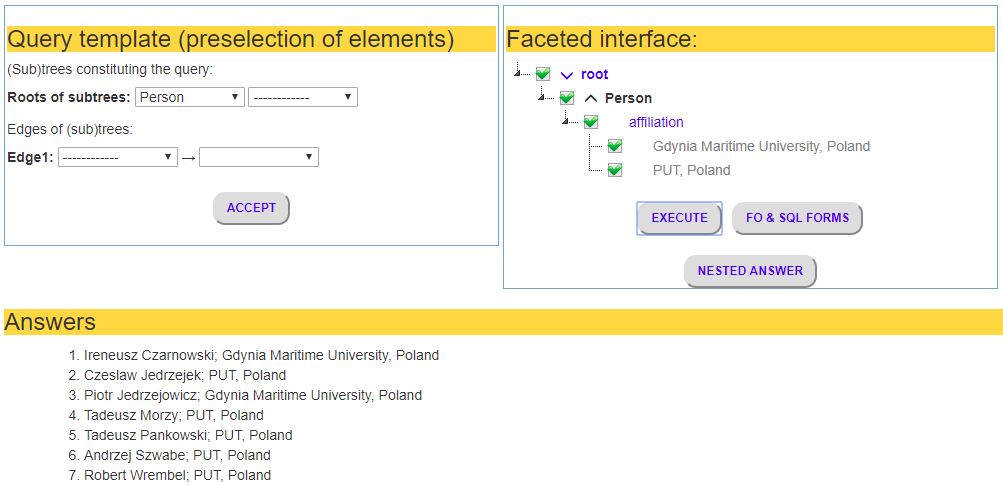 Query template (preselection of elements)
(Sub)trees constituting the query:
Roots of subtrees: Person ------------
Edges of (sub)trees:
Edge1: ------------ →
ACCEPT
Faceted interface:
root
Person
affiliation
Gdynia Maritime University, Poland
PUT, Poland
EXECUTE FO & SQL FORMS
NESTED ANSWER
Answers
1. Ireneusz Czarnowski; Gdynia Maritime University, Poland
2. Czeslaw Jedrzejek; PUT, Poland
3. Piotr Jedrzejowicz; Gdynia Maritime University, Poland
4. Tadeusz Morzy; PUT, Poland
5. Tadeusz Pankowski; PUT, Poland
6. Andrzej Szwabe; PUT, Poland
7. Robert Wrembel; PUT, Poland